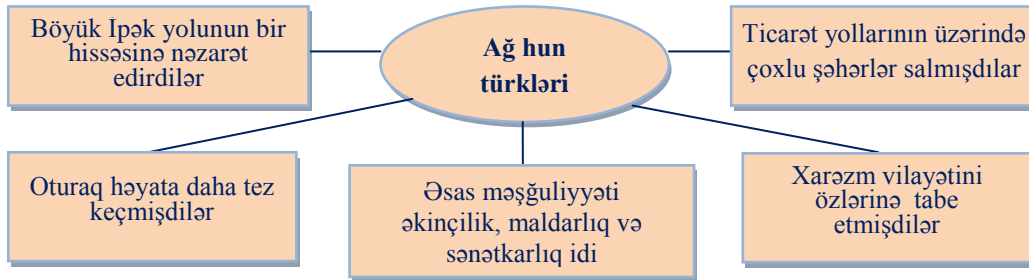 Böyük İpək yolunun bir
hissəsinə nəzarət
edirdilər
Ağ hun
türkləri
Ticarət yollarının üzərində
çoxlu şəhərlər salmışdılar
Oturaq həyata daha tez
keçmişdilər
Əsas məşğuliyyəti
əkinçilik, maldarlıq və
sənətkarlıq idi
Xarəzm vilayətini
özlərinə tabe
etmişdilər